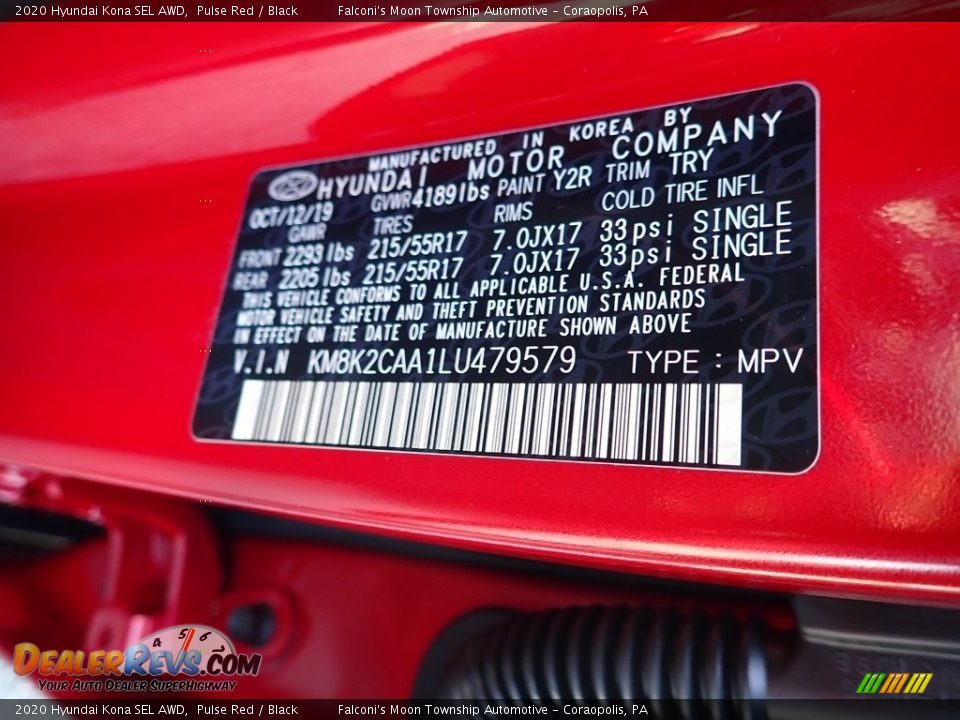 2020 Hyundai Kona SEL AWD, Pulse Red / Black Falconi's Moon Township Automotive - Coraopolis, PA
MANUFACTURED IN KOREA BY
HYUNDAI MOTOR COMPANY
OCT/12/19 GVWR 4189 lbs PAINT Y2R TRIM TRY
GAWR TIRES RIMS COLD TIRE INFL
FRONT 2293 lbs 215/55R17 7.0JX17 33psi SINGLE
REAR 2205 lbs 215/55R17 7.0JX17 33psi SINGLE
THIS VEHICLE CONFORMS TO ALL APPLICABLE U.S.A. FEDERAL
MOTOR VEHICLE SAFETY AND THEFT PREVENTION STANDARDS
IN EFFECT ON THE DATE OF MANUFACTURE SHOWN ABOVE
V.I.N KM8K2CAA1LU479579 TYPE : MPV
4 5 6
DEALERREVS.COM
YOUR AUTO DEALER SUPERHIGHWAY
2020 Hyundai Kona SEL AWD, Pulse Red / Black Falconi's Moon Township Automotive - Coraopolis, PA